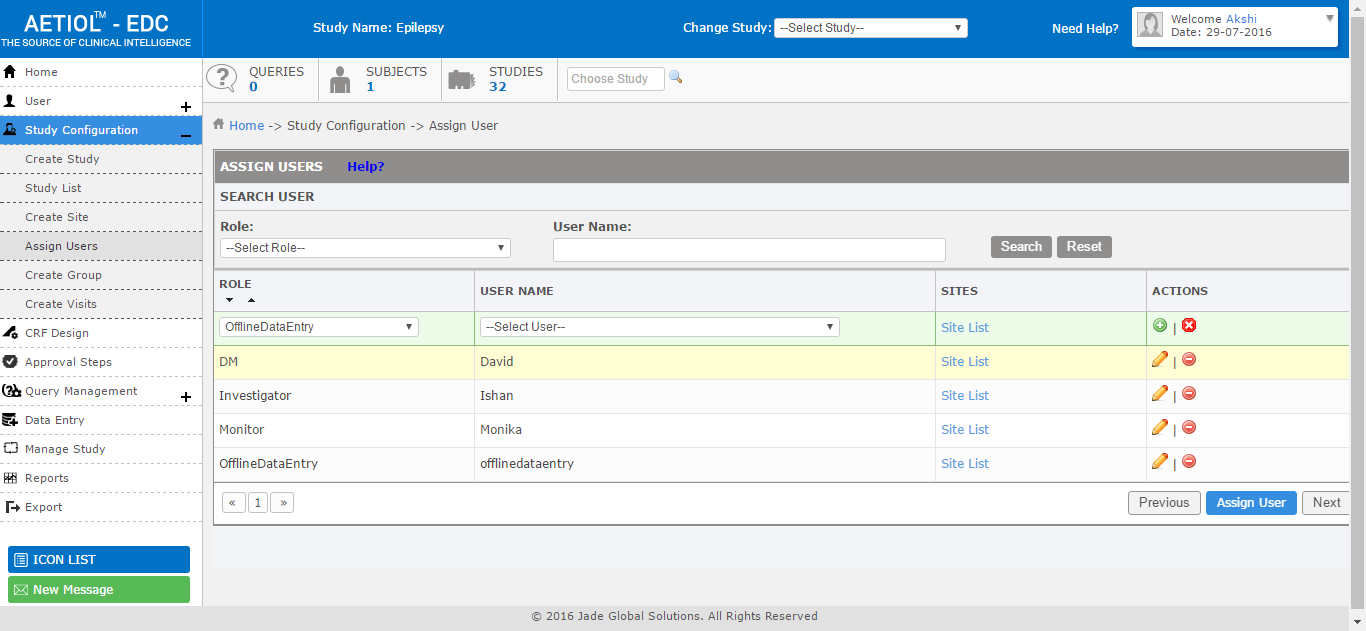 AETIOL™ - EDC
THE SOURCE OF CLINICAL INTELLIGENCE
Study Name: Epilepsy
Change Study: --Select Study--
Need Help?
Welcome Akshi
Date: 29-07-2016
Home
User
Study Configuration
Create Study
Study List
Create Site
Assign Users
Create Group
Create Visits
CRF Design
Approval Steps
Query Management
Data Entry
Manage Study
Reports
Export
ICON LIST
New Message
QUERIES
0
SUBJECTS
1
STUDIES
32
Choose Study
Home -> Study Configuration -> Assign User
ASSIGN USERS Help?
SEARCH USER
Role: User Name:
--Select Role-- Search Reset
ROLE USER NAME SITES ACTIONS
OfflineDataEntry --Select User-- Site List |
DM David Site List |
Investigator Ishan Site List |
Monitor Monika Site List |
OfflineDataEntry offlinedataentry Site List |
« 1 » Previous Assign User Next
© 2016 Jade Global Solutions. All Rights Reserved